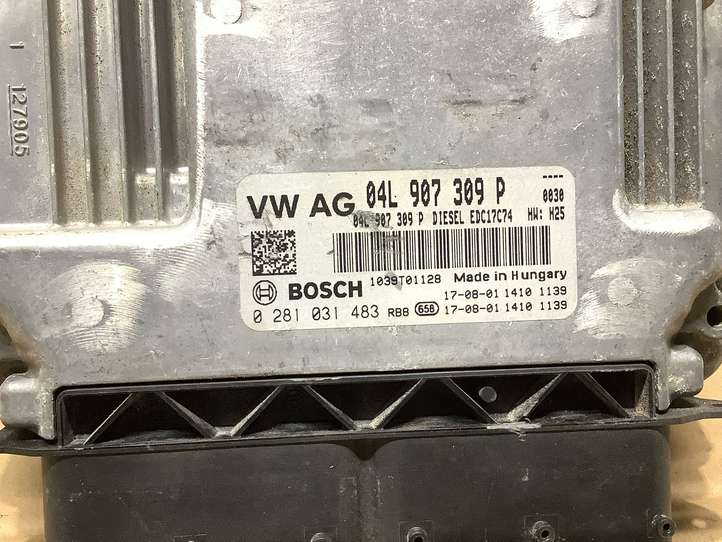 1
127905
VW AG 04L 907 309 P
----
0030
04L 907 309 P DIESEL EDC17C74 HW: H25
1039T01128 Made in Hungary
BOSCH 17-08-01 1410 1139
0 281 031 483 RB8 658 17-08-01 1410 1139